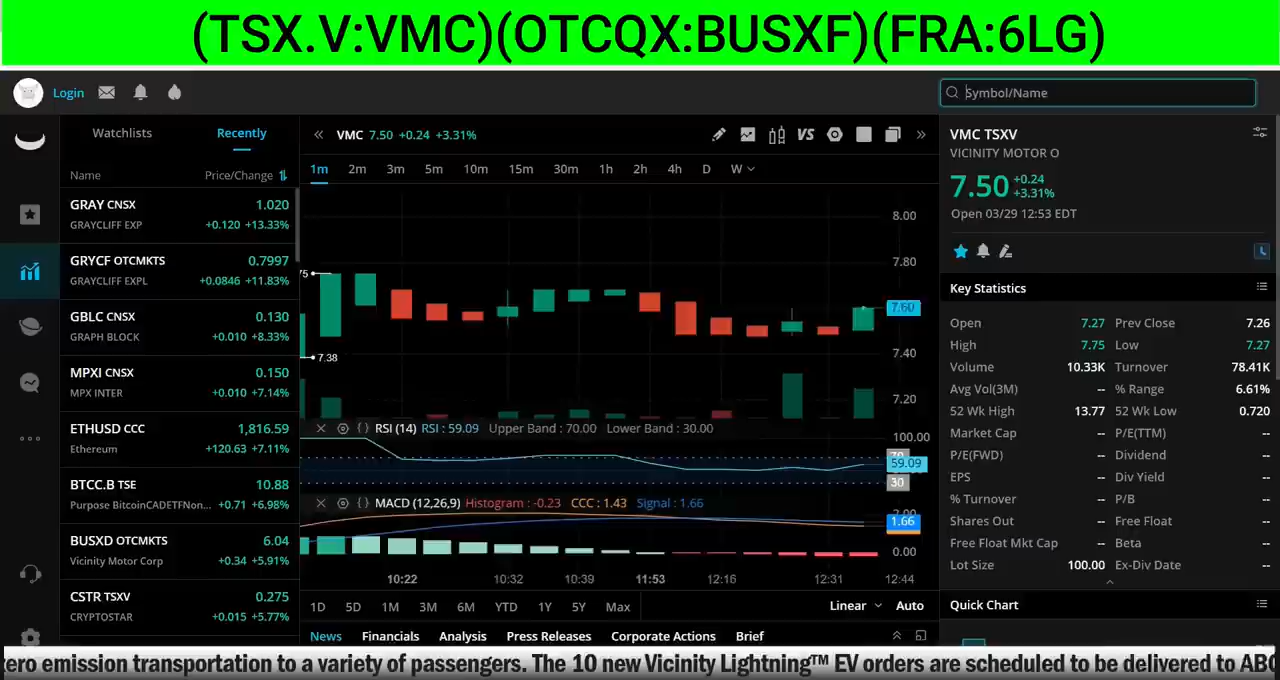 (TSX.V:VMC)(OTCQX:BUSXF)(FRA:6LG)
Login
Symbol/Name
Watchlists Recently
Name Price/Change
GRAY CNSX 1.020
GRAYCLIFF EXP +0.120 +13.33%
GRYCF OTCMKTS 0.7997
GRAYCLIFF EXPL +0.0846 +11.83%
GBLC CNSX 0.130
GRAPH BLOCK +0.010 +8.33%
MPXI CNSX 0.150
MPX INTER +0.010 +7.14%
ETHUSD CCC 1,816.59
Ethereum +120.63 +7.11%
BTCC.B TSE 10.88
Purpose BitcoinCADETFNon... +0.71 +6.98%
BUSXD OTCMKTS 6.04
Vicinity Motor Corp +0.34 +5.91%
CSTR TSXV 0.275
CRYPTOSTAR +0.015 +5.77%
VMC 7.50 +0.24 +3.31%
VS
1m 2m 3m 5m 10m 15m 30m 1h 2h 4h D W
8.00
7.80
7.60
7.40
7.20
75
7.38
RSI (14) RSI : 59.09 Upper Band : 70.00 Lower Band : 30.00
100.00
70
59.09
30
MACD (12,26,9) Histogram : -0.23 CCC : 1.43 Signal : 1.66
2.00
1.66
0.00
10:22 10:32 10:39 11:53 12:16 12:31 12:44
1D 5D 1M 3M 6M YTD 1Y 5Y Max Linear Auto
News Financials Analysis Press Releases Corporate Actions Brief
VMC TSXV
VICINITY MOTOR O
7.50 +0.24
+3.31%
Open 03/29 12:53 EDT
L
Key Statistics
Open 7.27 Prev Close 7.26
High 7.75 Low 7.27
Volume 10.33K Turnover 78.41K
Avg Vol(3M) -- % Range 6.61%
52 Wk High 13.77 52 Wk Low 0.720
Market Cap -- P/E(TTM) --
P/E(FWD) -- Dividend --
EPS -- Div Yield --
% Turnover -- P/B --
Shares Out -- Free Float --
Free Float Mkt Cap -- Beta --
Lot Size 100.00 Ex-Div Date --
Quick Chart
zero emission transportation to a variety of passengers. The 10 new Vicinity Lightning™ EV orders are scheduled to be delivered to ABC